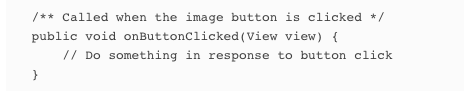 /** Called when the image button is clicked */
public void onButtonClicked(View view) {
    // Do something in response to button click
}